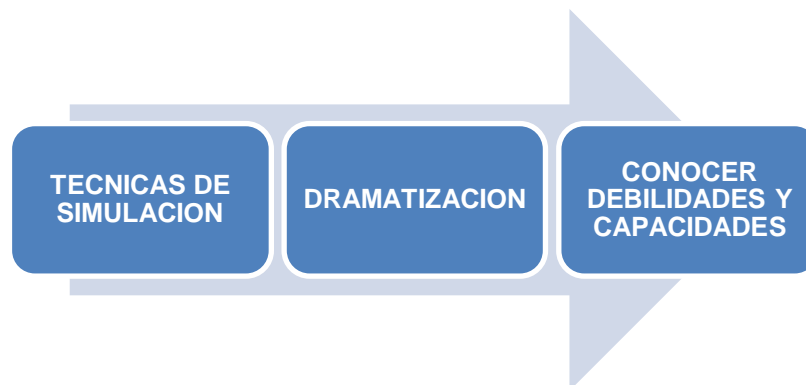 TECNICAS DE
SIMULACION
DRAMATIZACION
CONOCER
DEBILIDADES Y
CAPACIDADES